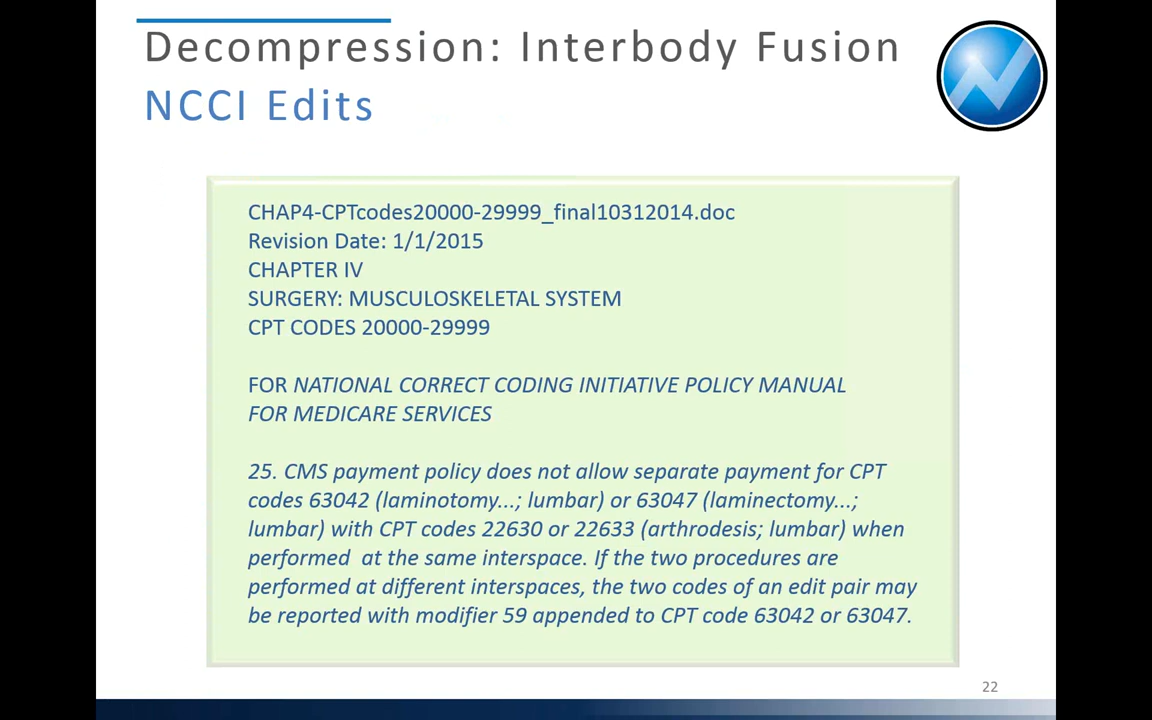 Decompression: Interbody Fusion
NCCI Edits
CHAP4-CPTcodes20000-29999_final10312014.doc
Revision Date: 1/1/2015
CHAPTER IV
SURGERY: MUSCULOSKELETAL SYSTEM
CPT CODES 20000-29999
FOR NATIONAL CORRECT CODING INITIATIVE POLICY MANUAL
FOR MEDICARE SERVICES
25. CMS payment policy does not allow separate payment for CPT
codes 63042 (laminotomy...; lumbar) or 63047 (laminectomy...;
lumbar) with CPT codes 22630 or 22633 (arthrodesis; lumbar) when
performed at the same interspace. If the two procedures are
performed at different interspaces, the two codes of an edit pair may
be reported with modifier 59 appended to CPT code 63042 or 63047.
22